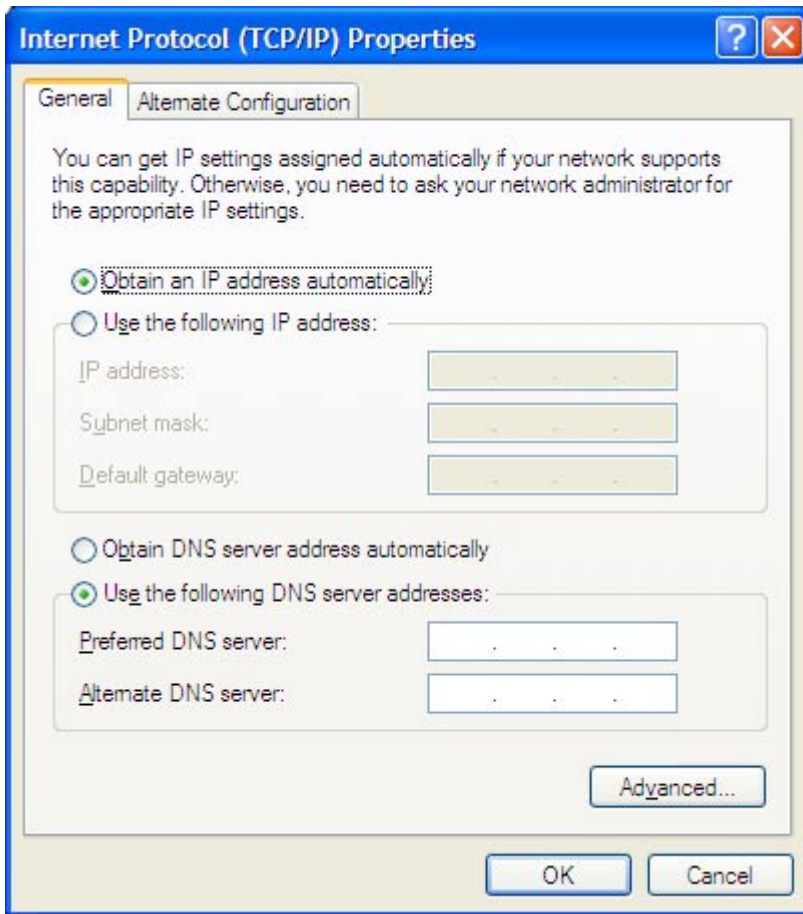 Internet Protocol (TCP/IP) Properties
General
Alternate Configuration
You can get IP settings assigned automatically if your network supports
this capability. Otherwise, you need to ask your network administrator for
the appropriate IP settings.
Obtain an IP address automatically
Use the following IP address:
IP address:
Subnet mask:
Default gateway:
Obtain DNS server address automatically
Use the following DNS server addresses:
Preferred DNS server:
Alternate DNS server:
Advanced...
OK
Cancel